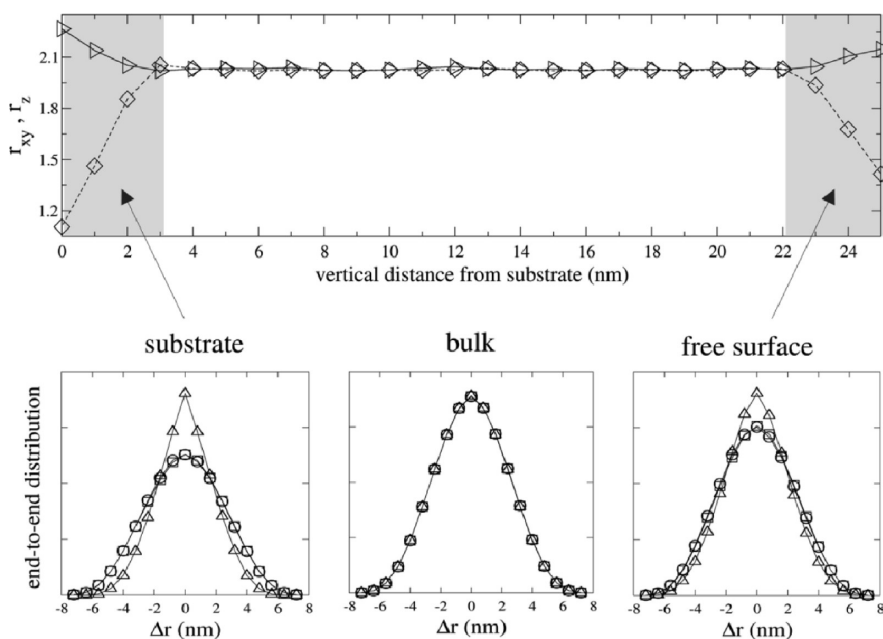 2.1
1.8
1.5
1.2
r_xy , r_z
0 2 4 6 8 10 12 14 16 18 20 22 24
vertical distance from substrate (nm)
substrate bulk free surface
end-to-end distribution
-8 -6 -4 -2 0 2 4 6 8 -8 -6 -4 -2 0 2 4 6 8 -8 -6 -4 -2 0 2 4 6 8
Δr (nm) Δr (nm) Δr (nm)